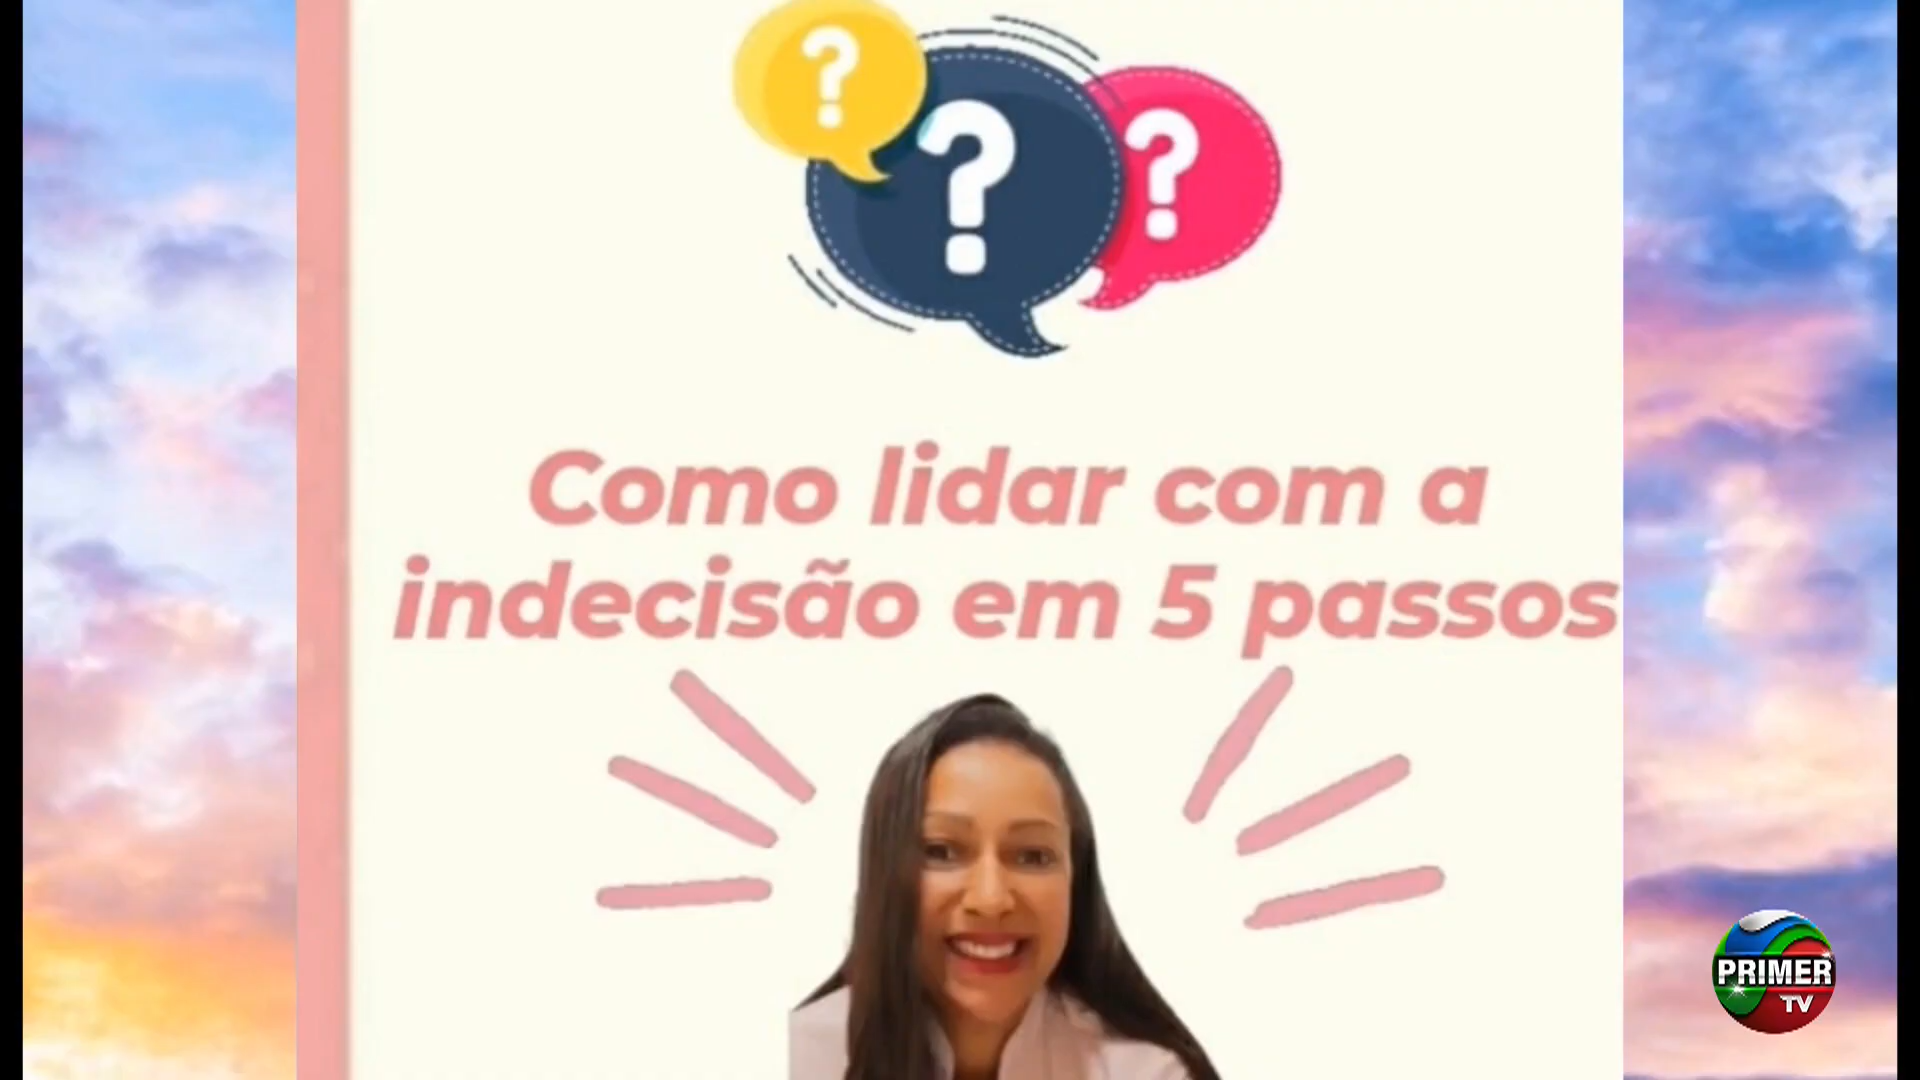 ? ? ?
Como lidar com a
indecisão em 5 passos
PRIMER
TV